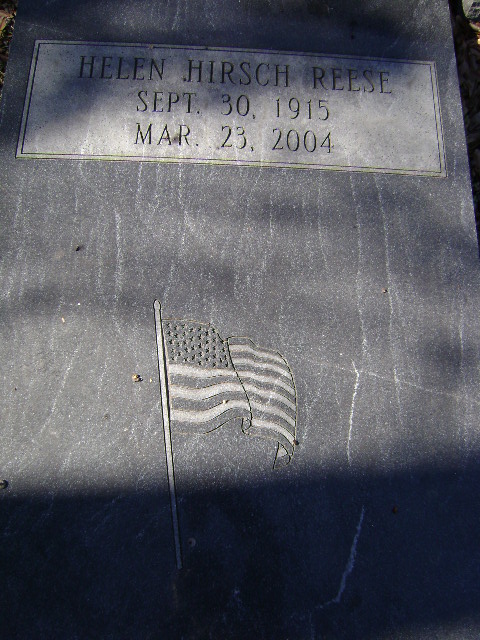 HELEN HIRSCH REESE
SEPT. 30, 1915
MAR. 23, 2004